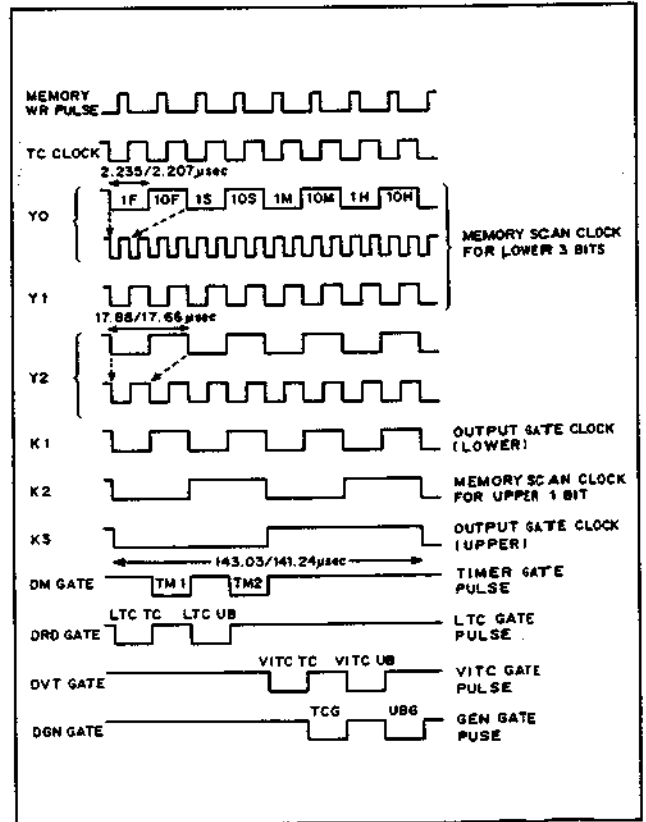 MEMORY
WR PULSE
TC CLOCK
2.235/2.207µsec
Y0
1F 10F 1S 10S 1M 10M 1H 10H
MEMORY SCAN CLOCK
FOR LOWER 3 BITS
Y1
17.88/17.66µsec
Y2
K1
OUTPUT GATE CLOCK
(LOWER)
K2
MEMORY SCAN CLOCK
FOR UPPER 1 BIT
K3
OUTPUT GATE CLOCK
(UPPER)
143.03/141.24µsec
DM GATE
TM1 TM2
TIMER GATE
PULSE
LTC TC LTC UB
DRD GATE
LTC GATE
PULSE
VITC TC VITC UB
DVT GATE
VITC GATE
PULSE
TCG UBG
DGN GATE
GEN GATE
PUSE